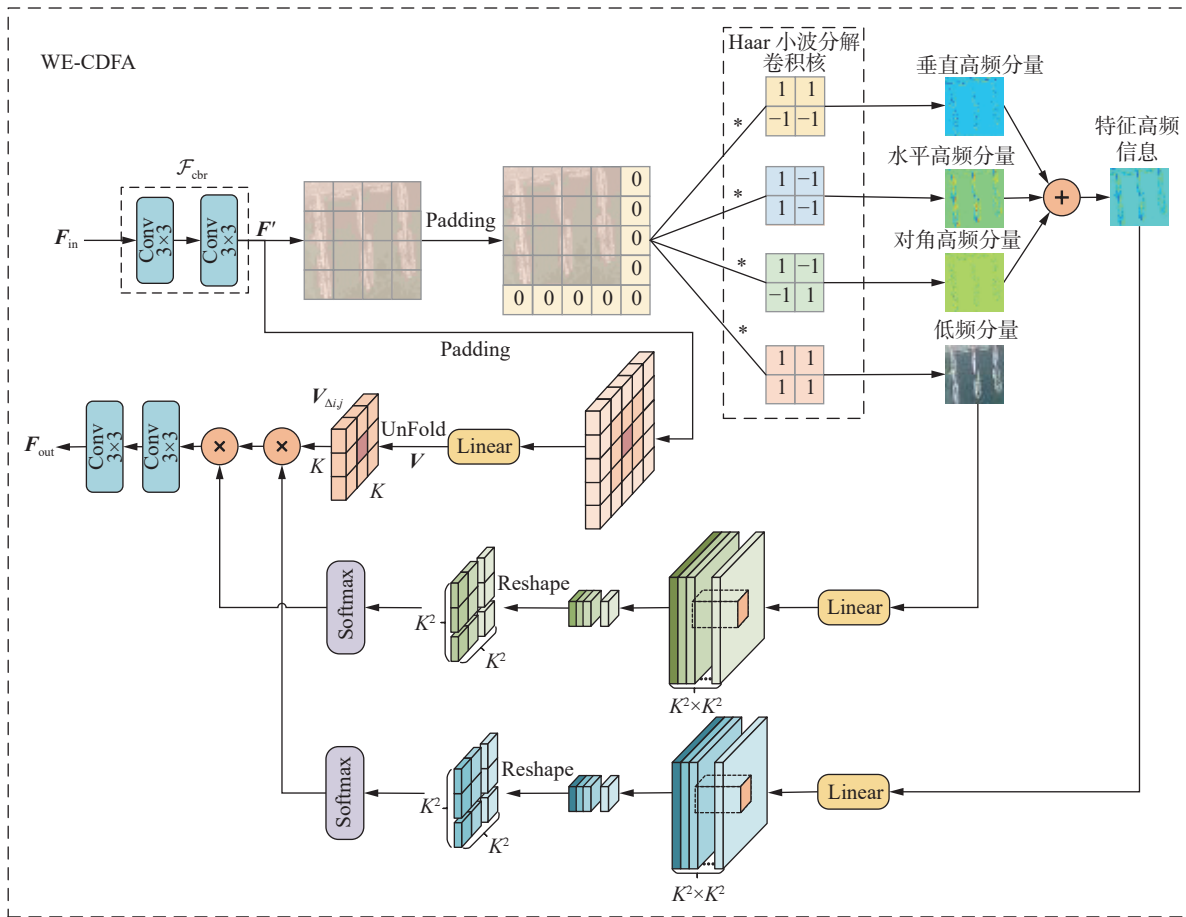 WE-CDFA
Haar 小波分解
卷积核
1 1
−1 −1
1 −1
1 −1
1 −1
−1 1
1 1
1 1
*
*
*
*
垂直高频分量
水平高频分量
对角高频分量
低频分量
特征高频
信息
+
𝓕cbr
Fin
Conv
3×3
Conv
3×3
F′
Padding
0
0
0
0
0 0 0 0 0
Padding
Fout
Conv
3×3
Conv
3×3
×
×
VΔi,j
K
K
UnFold
V
Linear
Softmax
K²
K²
Reshape
K²×K²
Linear
Softmax
K²
K²
Reshape
K²×K²
Linear